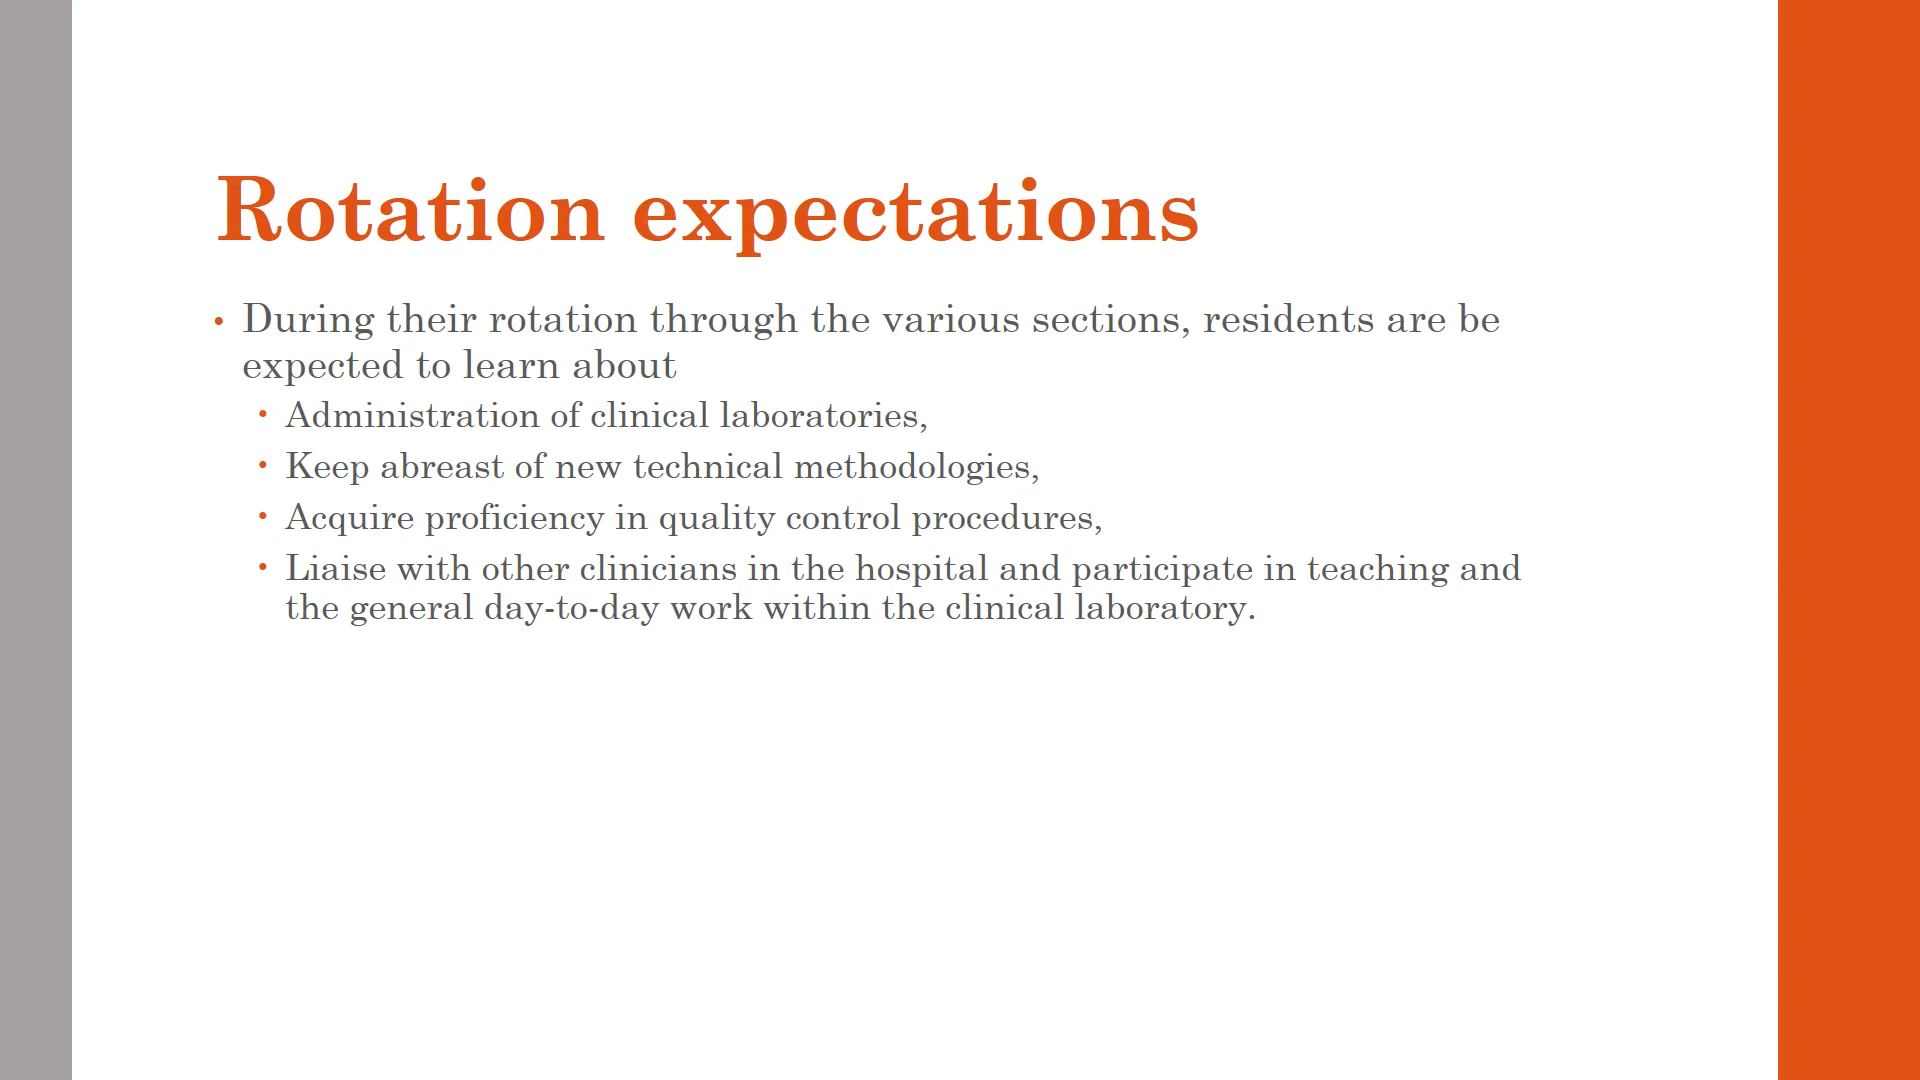 Rotation expectations
• During their rotation through the various sections, residents are be
expected to learn about
• Administration of clinical laboratories,
• Keep abreast of new technical methodologies,
• Acquire proficiency in quality control procedures,
• Liaise with other clinicians in the hospital and participate in teaching and
the general day-to-day work within the clinical laboratory.